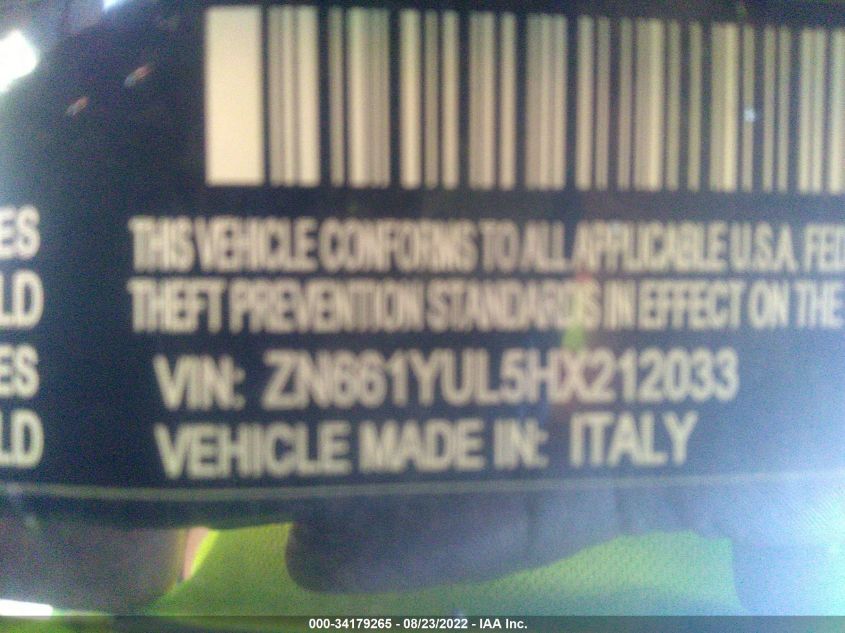 ES
THIS VEHICLE CONFORMS TO ALL APPLICABLE U.S.A. FED
LD
THEFT PREVENTION STANDARDS IN EFFECT ON THE
ES
VIN: ZN661YUL5HX212033
LD
VEHICLE MADE IN: ITALY
000-34179265 - 08/23/2022 - IAA Inc.